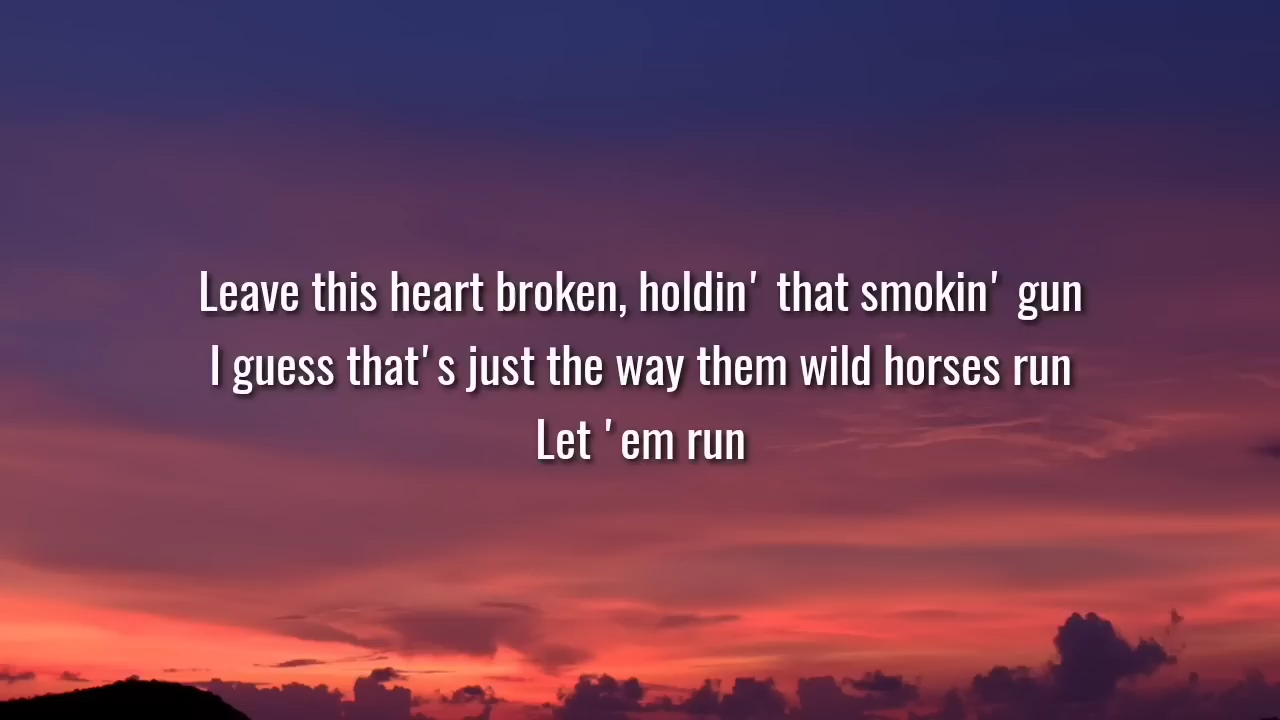 Leave this heart broken, holdin' that smokin' gun
I guess that's just the way them wild horses run
Let 'em run